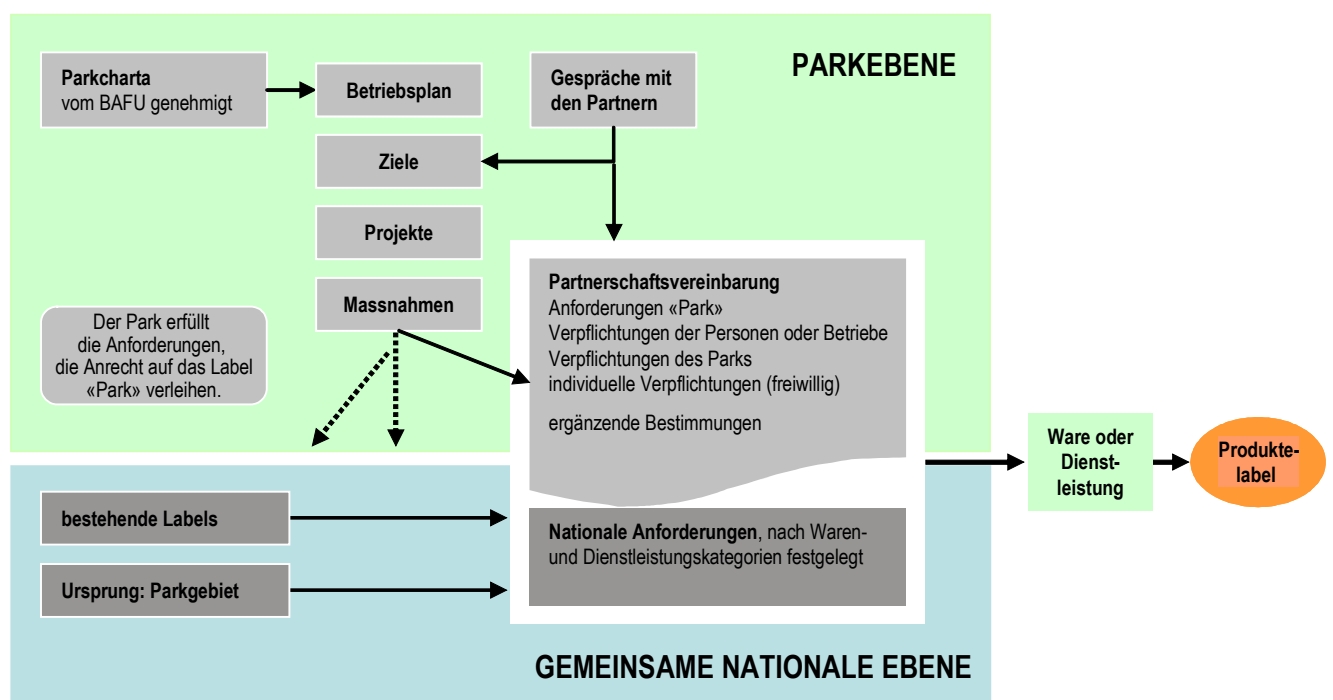 PARKEBENE
Parkcharta
vom BAFU genehmigt
Betriebsplan
Gespräche mit
den Partnern
Ziele
Projekte
Massnahmen
Der Park erfüllt
die Anforderungen,
die Anrecht auf das Label
«Park» verleihen.
Partnerschaftsvereinbarung
Anforderungen «Park»
Verpflichtungen der Personen oder Betriebe
Verpflichtungen des Parks
individuelle Verpflichtungen (freiwillig)
ergänzende Bestimmungen
Ware oder
Dienst-
leistung
Produkte-
label
bestehende Labels
Ursprung: Parkgebiet
Nationale Anforderungen, nach Waren-
und Dienstleistungskategorien festgelegt
GEMEINSAME NATIONALE EBENE